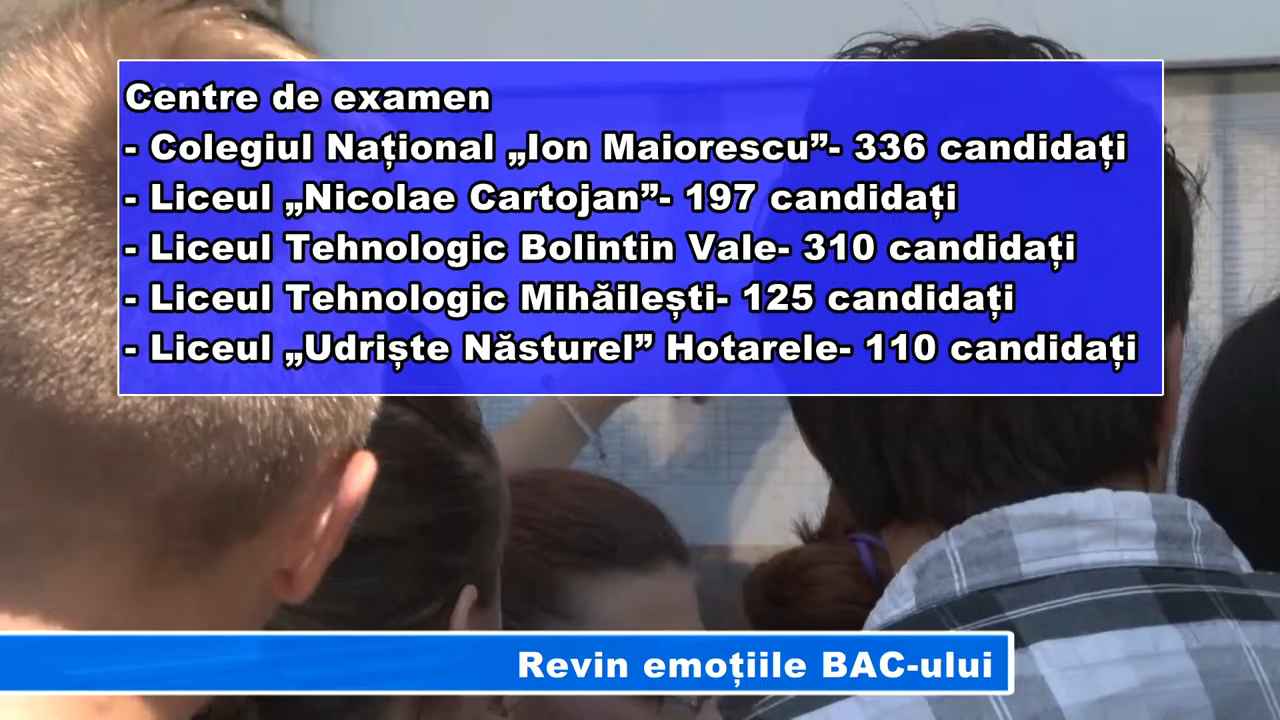 Centre de examen
- Colegiul Național „Ion Maiorescu”- 336 candidați
- Liceul „Nicolae Cartojan”- 197 candidați
- Liceul Tehnologic Bolintin Vale- 310 candidați
- Liceul Tehnologic Mihăilești- 125 candidați
- Liceul „Udriște Năsturel” Hotarele- 110 candidați
Revin emoțiile BAC-ului